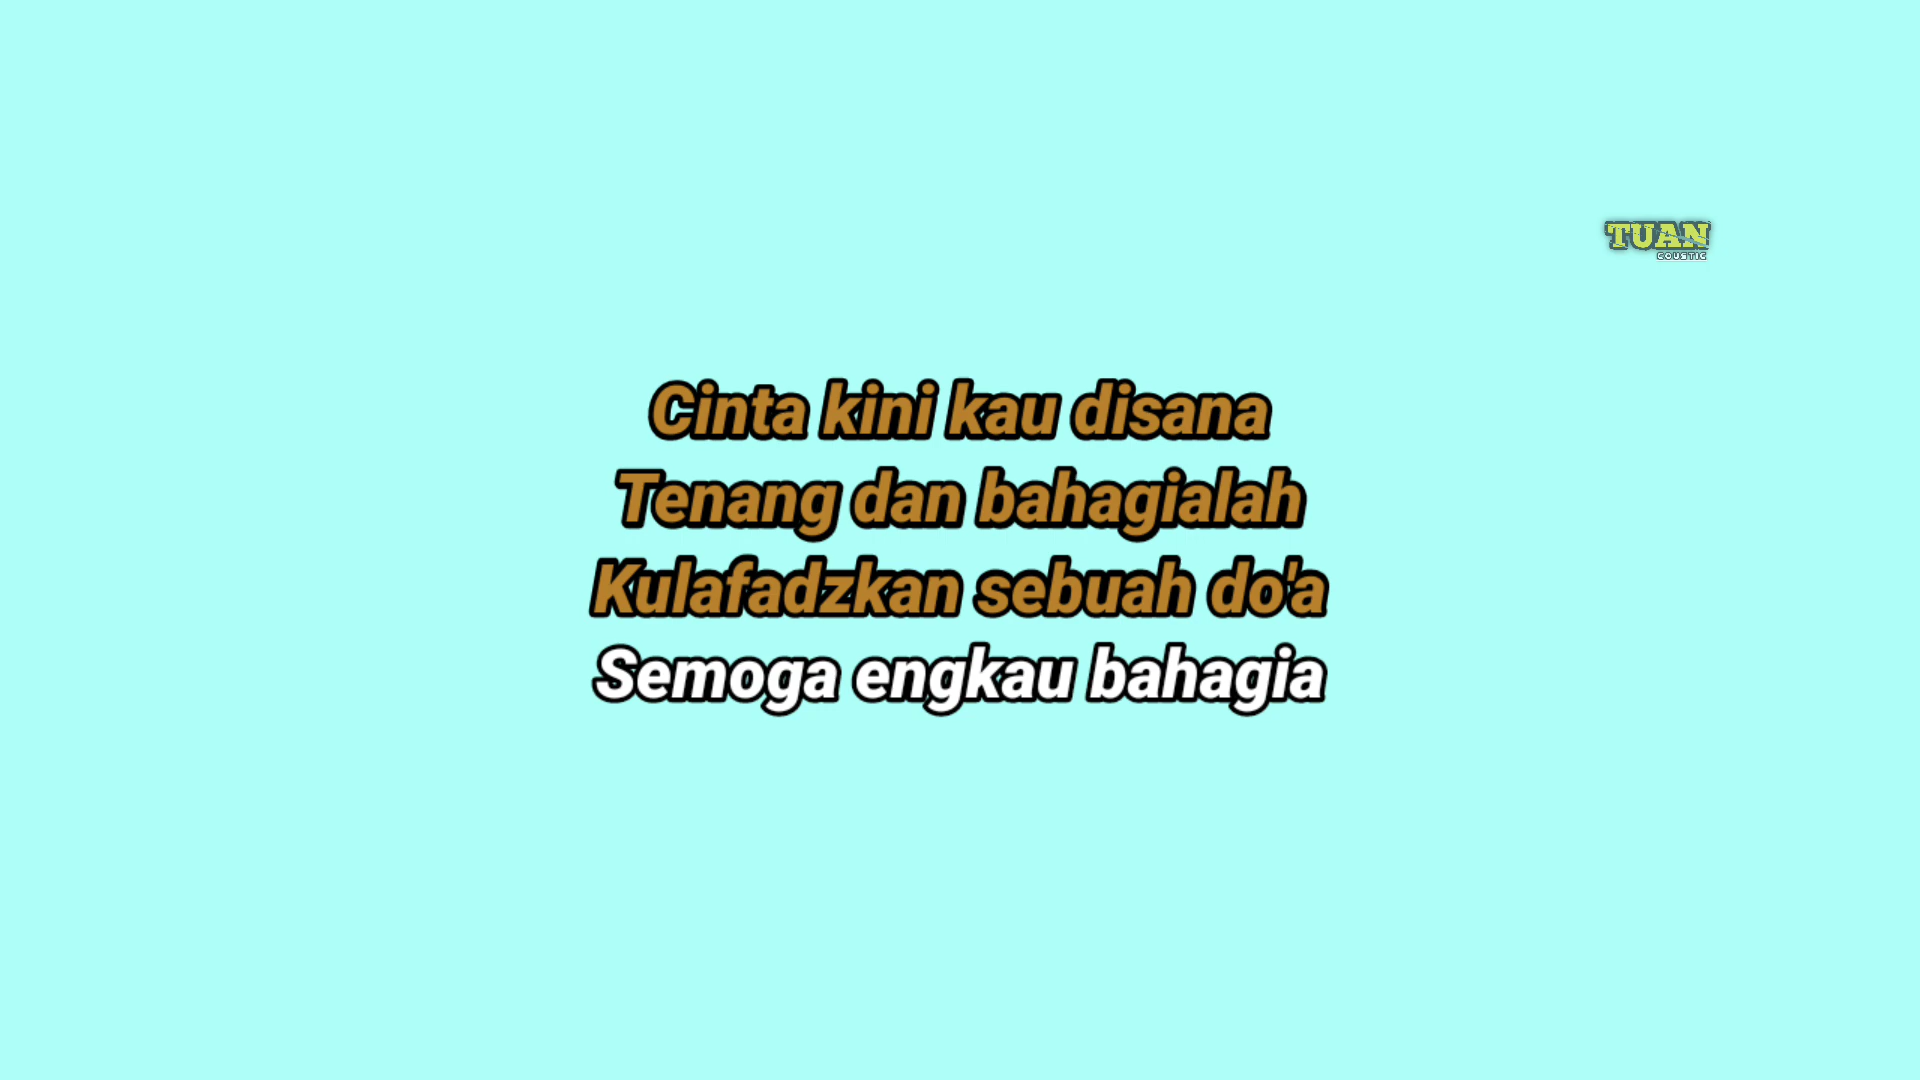 TUAN
COUSTIC
Cinta kini kau disana
Tenang dan bahagialah
Kulafadzkan sebuah do'a
Semoga engkau bahagia